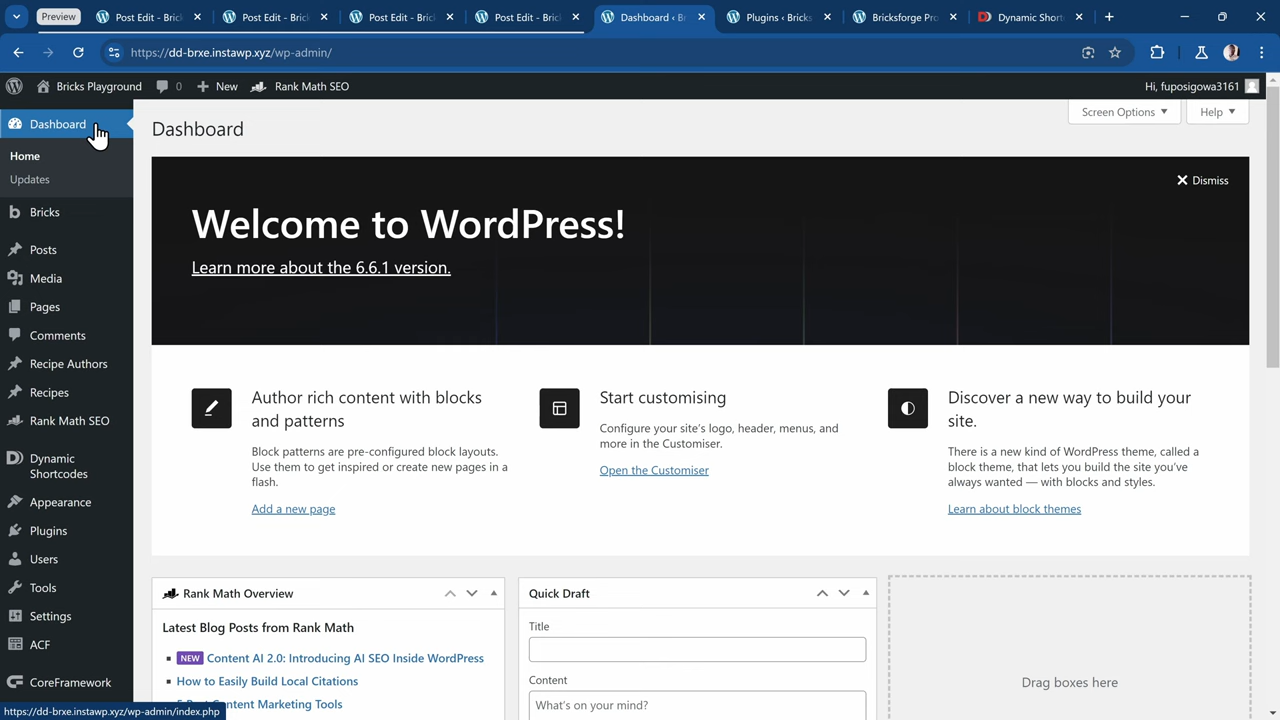 Preview
Post Edit - Bric
Post Edit - Bric
Post Edit - Bric
Post Edit - Bric
Dashboard ‹ B
Plugins ‹ Bricks
Bricksforge Pro
Dynamic Short
https://dd-brxe.instawp.xyz/wp-admin/
Bricks Playground
0
New
Rank Math SEO
Hi, fuposigowa3161
Screen Options
Help
Dashboard
Home
Updates
Bricks
Posts
Media
Pages
Comments
Recipe Authors
Recipes
Rank Math SEO
Dynamic
Shortcodes
Appearance
Plugins
Users
Tools
Settings
ACF
CoreFramework
Dashboard
Dismiss
Welcome to WordPress!
Learn more about the 6.6.1 version.
Author rich content with blocks
and patterns
Block patterns are pre-configured block layouts.
Use them to get inspired or create new pages in a
flash.
Add a new page
Start customising
Configure your site's logo, header, menus, and
more in the Customiser.
Open the Customiser
Discover a new way to build your
site.
There is a new kind of WordPress theme, called a
block theme, that lets you build the site you've
always wanted — with blocks and styles.
Learn about block themes
Rank Math Overview
Latest Blog Posts from Rank Math
NEW Content AI 2.0: Introducing AI SEO Inside WordPress
How to Easily Build Local Citations
Content Marketing Tools
Quick Draft
Title
Content
What's on your mind?
Drag boxes here
https://dd-brxe.instawp.xyz/wp-admin/index.php